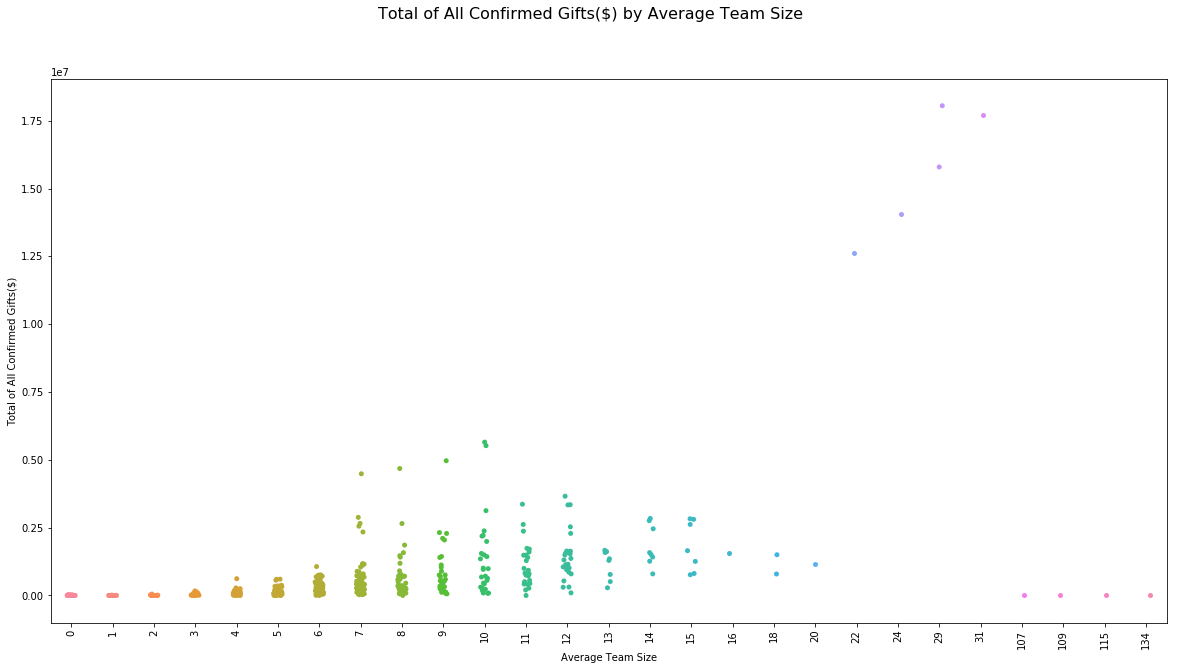 Total of All Confirmed Gifts($) by Average Team Size
1e7
1.75
1.50
1.25
1.00
0.75
0.50
0.25
0.00
Total of All Confirmed Gifts($)
0 1 2 3 4 5 6 7 8 9 10 11 12 13 14 15 16 18 20 22 24 29 31 107 109 115 134
Average Team Size